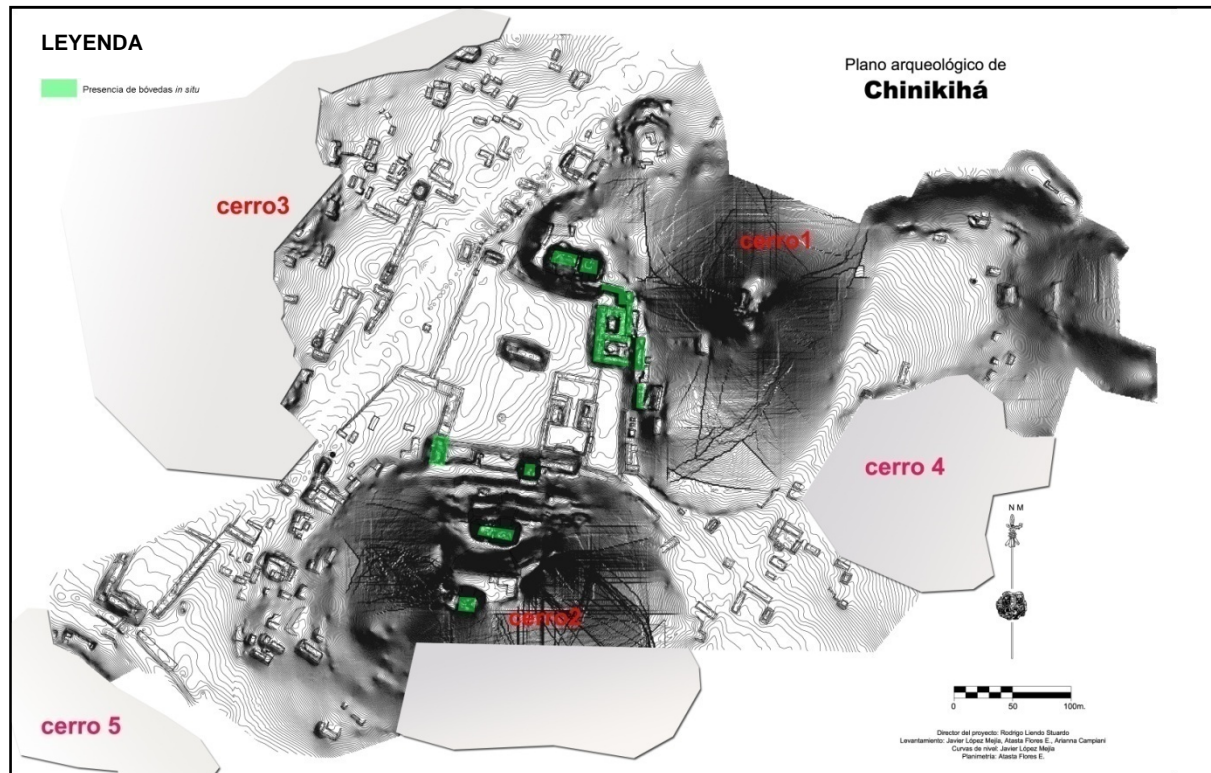 LEYENDA
Presencia de bóvedas in situ
Plano arqueológico de
Chinikihá
cerro3
cerro1
cerro 4
cerro2
cerro 5
N M
0 50 100m.
Director del proyecto: Rodrigo Liendo Stuardo
Levantamiento: Javier López Mejía, Atasta Flores E., Arianna Campiani
Curvas de nivel: Javier López Mejía
Planimetría: Atasta Flores E.